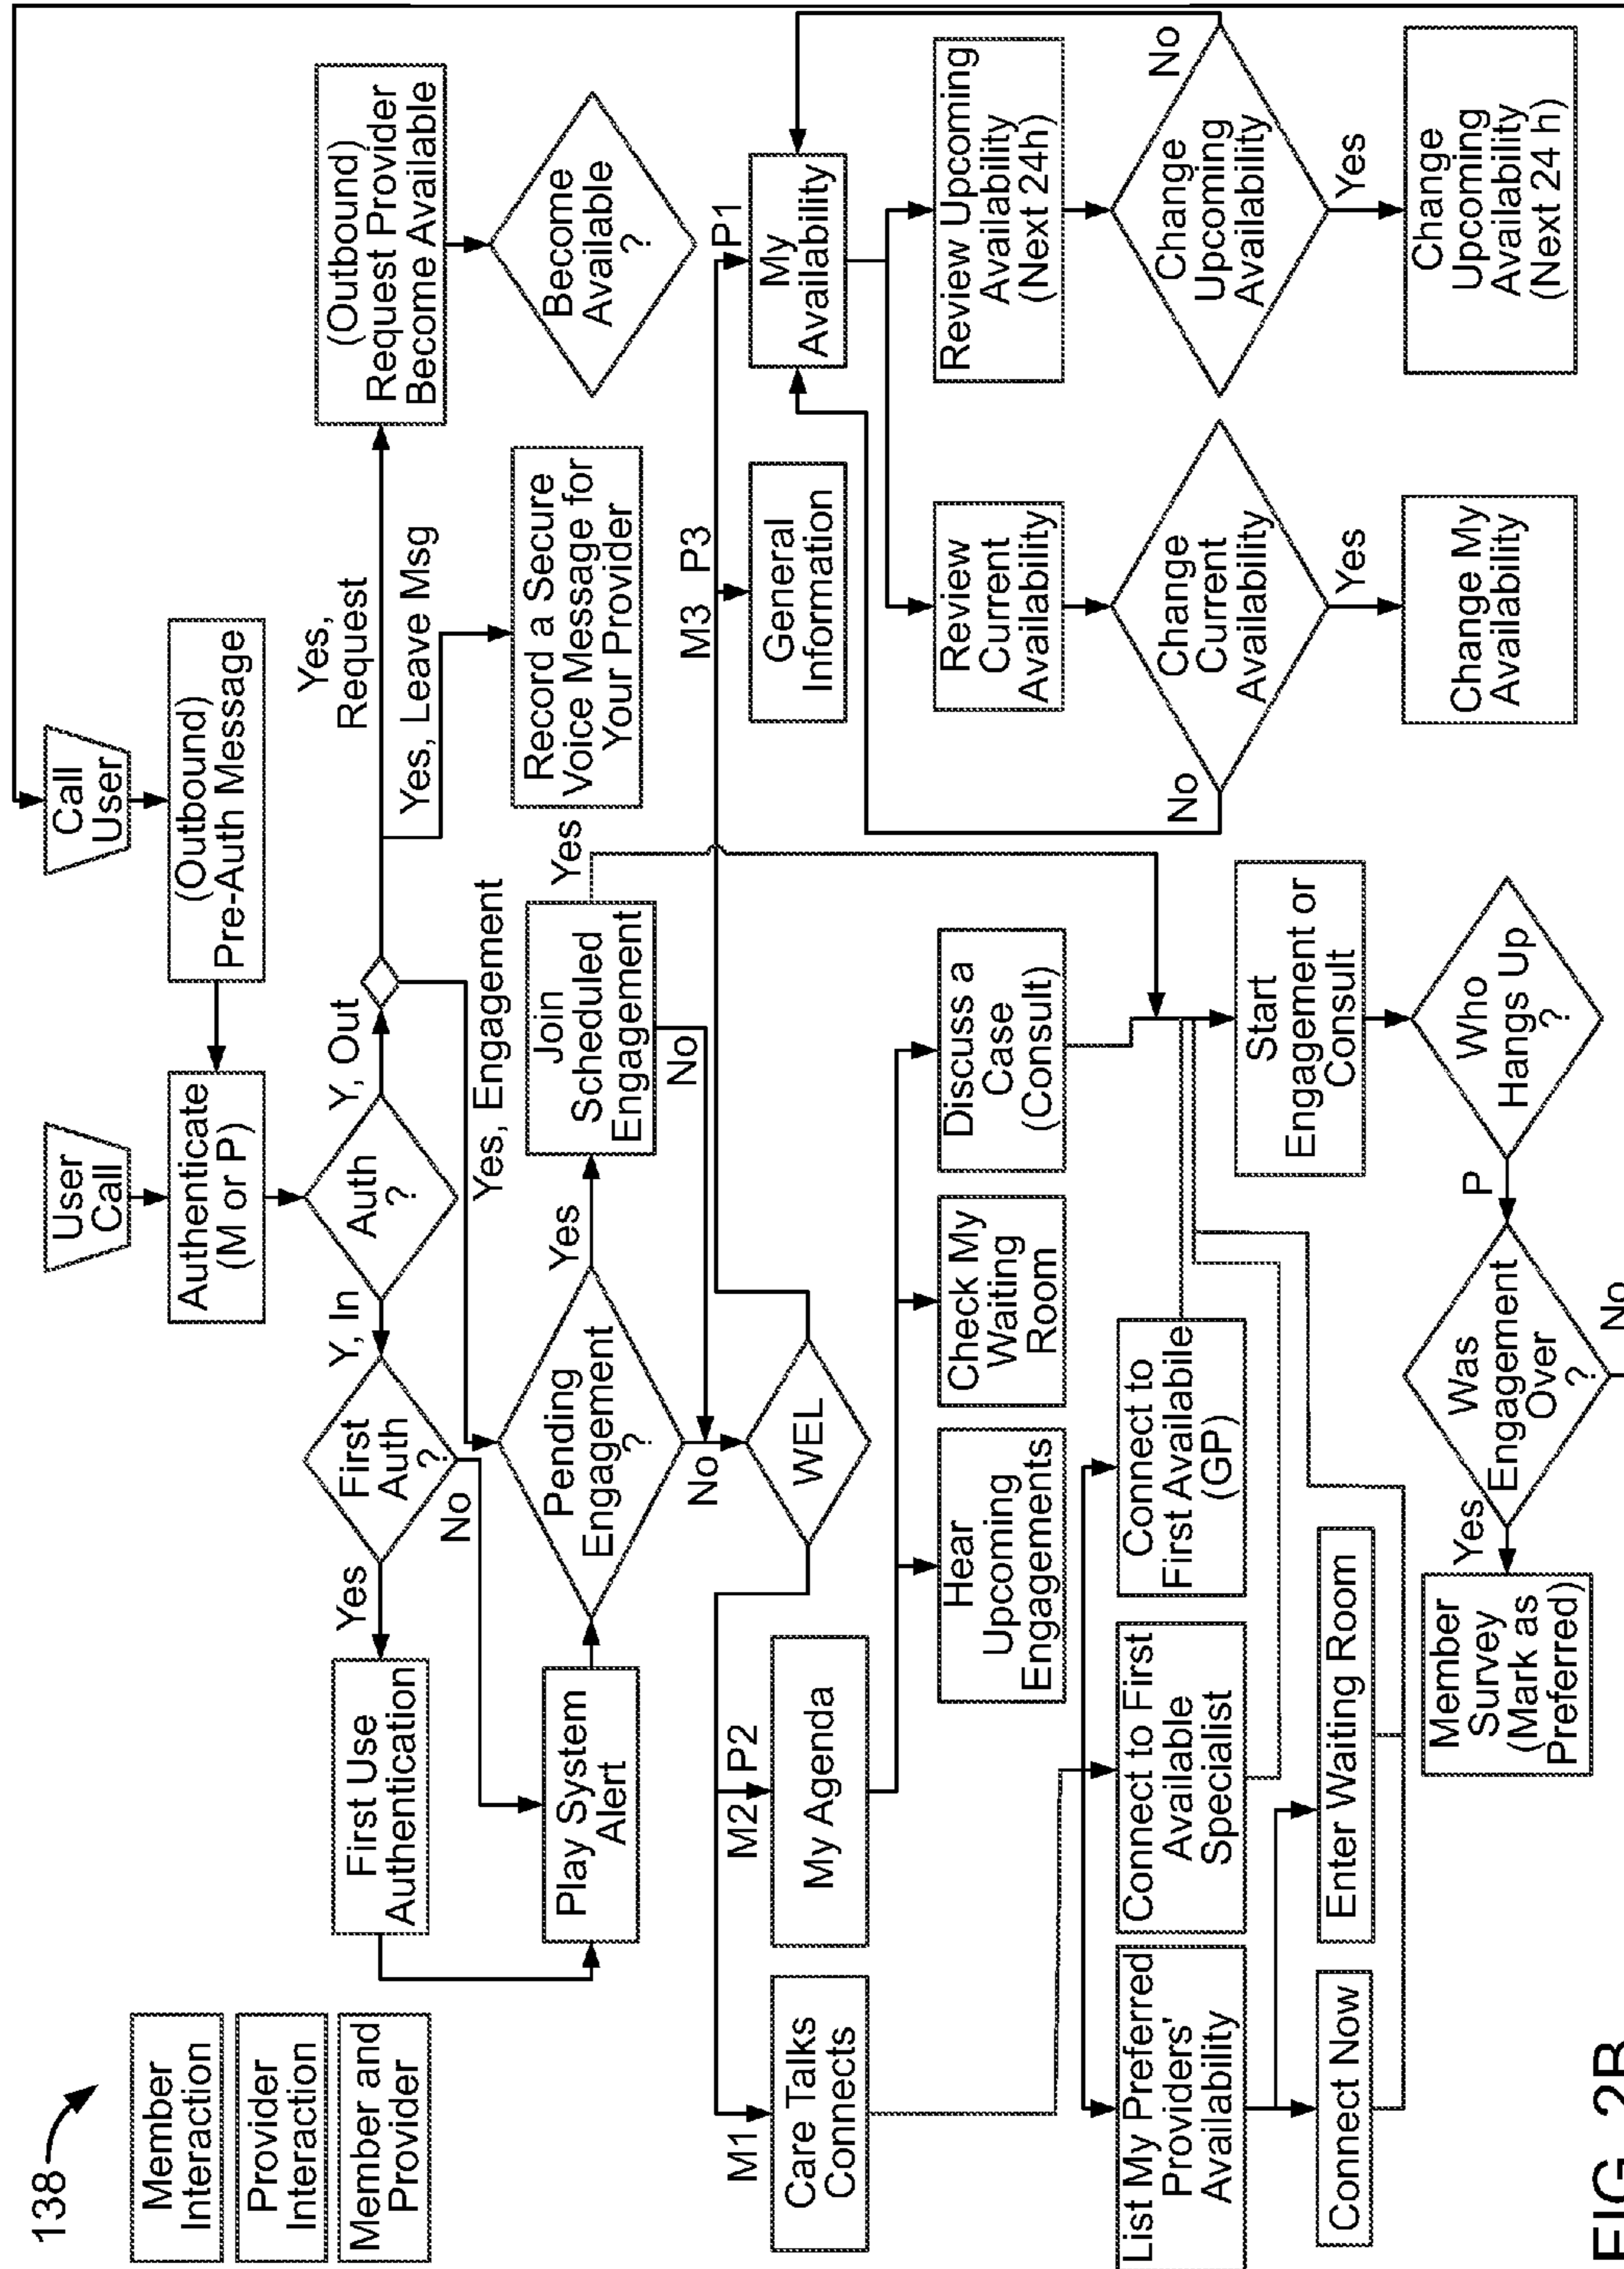 138
Member
Interaction
Provider
Interaction
Member and
Provider
User
Call
Call
User
Authenticate
(M or P)
(Outbound)
Pre-Auth Message
First Use
Authentication
Yes
First
Auth
?
Y, In
Auth
?
Y, Out
Yes,
Request
(Outbound)
Request Provider
Become Available
Yes, Leave Msg
No
Yes, Engagement
Play System
Alert
Pending
Engagement
?
Yes
Join
Scheduled
Engagement
Yes
Record a Secure
Voice Message for
Your Provider
Become
Available
?
No
No
M1
M2 P2
WEL
M3 P3
P1
Care Talks
Connects
My Agenda
General
Information
My
Availability
Hear
Upcoming
Engagements
Check My
Waiting
Room
Discuss a
Case
(Consult)
Review
Current
Availability
Review Upcoming
Availability
(Next 24h)
List My Preferred
Providers'
Availability
Connect to First
Available
Specialist
Connect to
First Availabile
(GP)
No
Change
Current
Availability
Change
Upcoming
Availability
No
Connect Now
Enter Waiting Room
Start
Engagement or
Consult
Yes
Yes
Member
Survey
(Mark as
Preferred)
Yes
Was
Engagement
Over
?
P
Who
Hangs Up
?
Change My
Availability
Change
Upcoming
Availability
(Next 24 h)
No
FIG. 2B